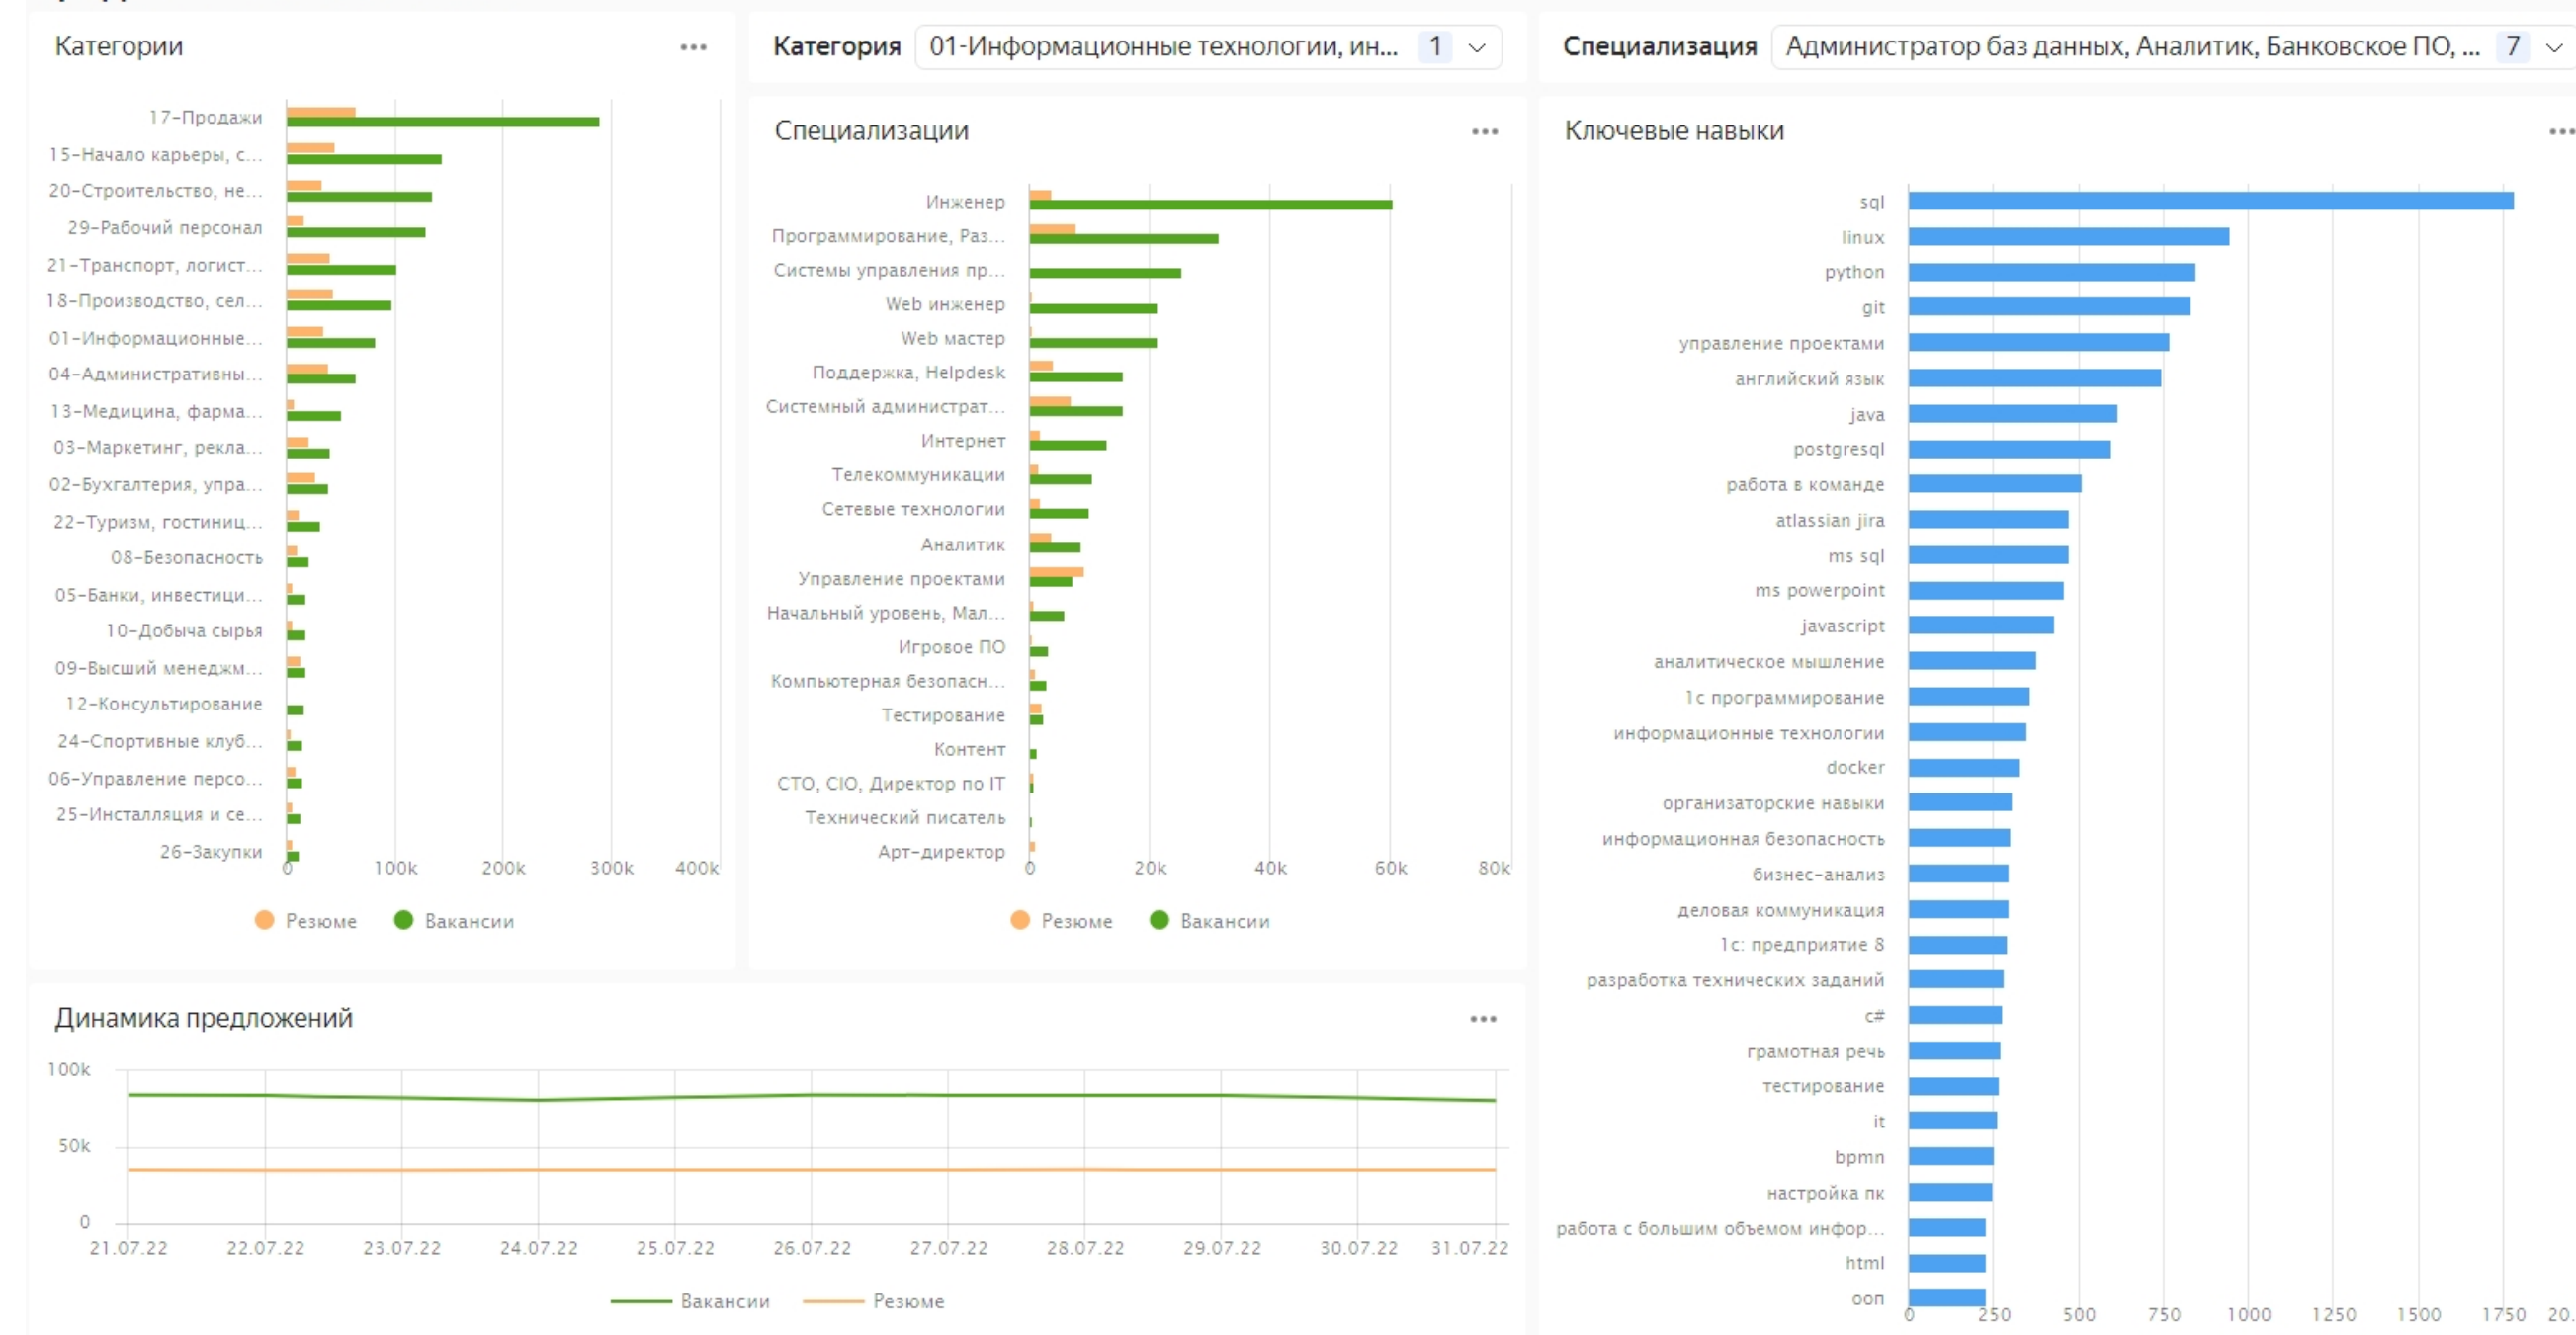 Категории
17-Продажи
15-Начало карьеры, с...
20-Строительство, не...
29-Рабочий персонал
21-Транспорт, логист...
18-Производство, сел...
01-Информационные...
04-Административны...
13-Медицина, фарма...
03-Маркетинг, рекла...
02-Бухгалтерия, упра...
22-Туризм, гостиниц...
08-Безопасность
05-Банки, инвестици...
10-Добыча сырья
09-Высший менеджм...
12-Консультирование
24-Спортивные клуб...
06-Управление персо...
25-Инсталляция и се...
26-Закупки
0 100k 200k 300k 400k
Резюме Вакансии
Категория 01-Информационные технологии, ин... 1
Специализации
Инженер
Программирование, Раз...
Системы управления пр...
Web инженер
Web мастер
Поддержка, Helpdesk
Системный администрат...
Интернет
Телекоммуникации
Сетевые технологии
Аналитик
Управление проектами
Начальный уровень, Мал...
Игровое ПО
Компьютерная безопасн...
Тестирование
Контент
CTO, CIO, Директор по IT
Технический писатель
Арт-директор
0 20k 40k 60k 80k
Резюме Вакансии
Динамика предложений
100k
50k
0
21.07.22 22.07.22 23.07.22 24.07.22 25.07.22 26.07.22 27.07.22 28.07.22 29.07.22 30.07.22 31.07.22
Вакансии Резюме
Специализация Администратор баз данных, Аналитик, Банковское ПО, ... 7
Ключевые навыки
sql
linux
python
git
управление проектами
английский язык
java
postgresql
работа в команде
atlassian jira
ms sql
ms powerpoint
javascript
аналитическое мышление
1с программирование
информационные технологии
docker
организаторские навыки
информационная безопасность
бизнес-анализ
деловая коммуникация
1с: предприятие 8
разработка технических заданий
c#
грамотная речь
тестирование
it
bpmn
настройка пк
работа с большим объемом инфор...
html
ооп
0 250 500 750 1000 1250 1500 1750 20..